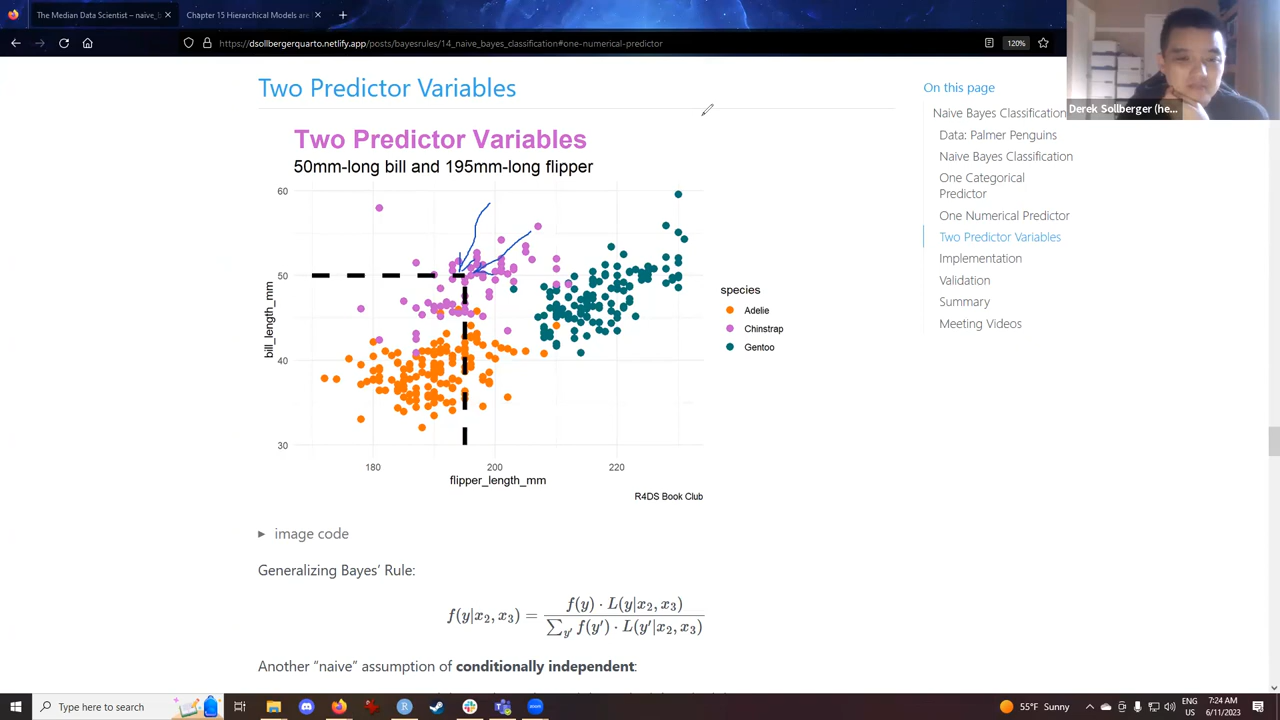 The Median Data Scientist – naive_b
Chapter 15 Hierarchical Models are
https://dsollbergerquarto.netlify.app/posts/bayesrules/14_naive_bayes_classification#one-numerical-predictor
120%
Derek Sollberger (he...
Two Predictor Variables
Two Predictor Variables
50mm-long bill and 195mm-long flipper
60
50
40
30
bill_length_mm
180
200
220
flipper_length_mm
species
Adelie
Chinstrap
Gentoo
R4DS Book Club
image code
Generalizing Bayes’ Rule:
f(y|x₂, x₃) = f(y) · L(y|x₂, x₃) / ∑y′ f(y′) · L(y′|x₂, x₃)
Another “naive” assumption of conditionally independent:
On this page
Naive Bayes Classification
Data: Palmer Penguins
Naive Bayes Classification
One Categorical
Predictor
One Numerical Predictor
Two Predictor Variables
Implementation
Validation
Summary
Meeting Videos
Type here to search
55°F Sunny
ENG
US
7:24 AM
6/11/2023